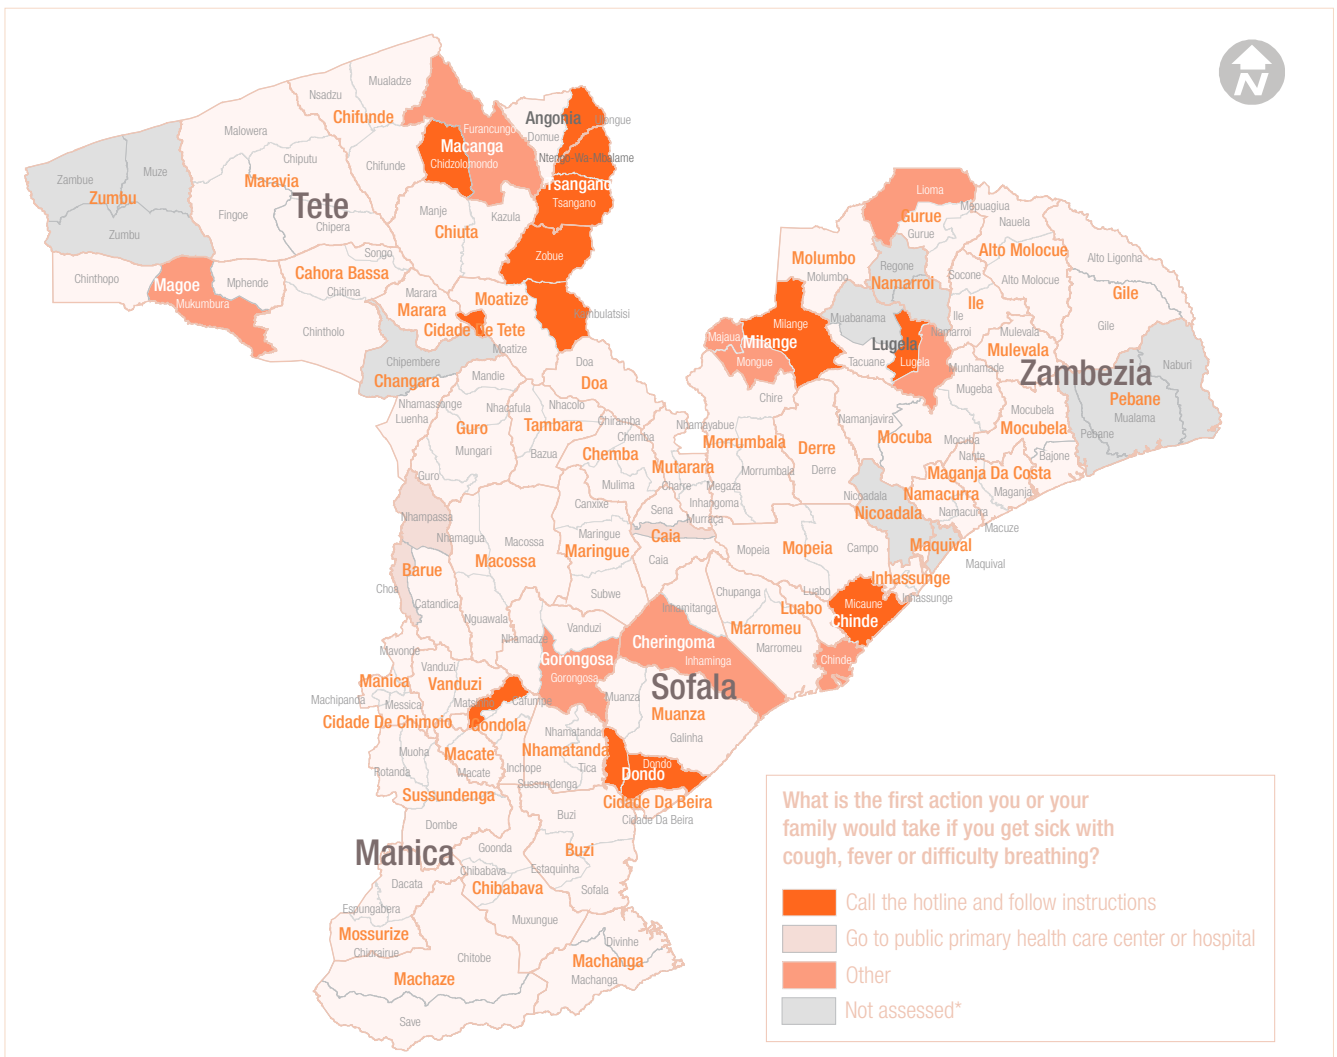 N
Mualadze
Nsadzu
Chifunde
Furancungo
Angonia
Domue
Malowera
Macanga
Chidzolomondo
Ntengo-Wa-Mbalame
Chiputu
Chifunde
Zambue
Muze
Maravia
Tsangano
Tsangano
Zumbu
Tete
Lioma
Fingoe
Manje
Kazula
Gurue
Mapuagiua
Nauela
Zumbu
Chipera
Chiuta
Gurue
Songo
Zobue
Molumbo
Alto Molocue
Alto Ligonha
Cahora Bassa
Regone
Molumbo
Socone
Alto Molocue
Chinthopo
Magoe
Mphende
Namarroi
Chitima
Marara
Moatize
Ile
Gile
Mukumbura
Marara
Kambulatsisi
Muabanama
Ile
Gile
Chintholo
Cidade De Tete
Milange
Namarroi
Mulevala
Majaua
Milange
Lugela
Moatize
Mulevala
Chipembere
Doa
Mongue
Tacuane
Lugela
Munhamade
Zambezia
Naburi
Changara
Mandie
Doa
Mugeba
Chire
Pebane
Nhamassonge
Nhacafula
Nhacolo
Mocubela
Mualama
Luenha
Guro
Tambara
Chiramba
Nhamayabue
Namanjavira
Mocubela
Chemba
Morrumbala
Derre
Mocuba
Mocuba
Pebane
Mungari
Bazua
Chemba
Mutarara
Nante
Bajone
Guro
Mulima
Charre
Morrumbala
Derre
Maganja Da Costa
Megaza
Nicoadala
Namacurra
Maganja
Canxixe
Inhangoma
Nhampassa
Sena
Murraça
Nicoadala
Namacurra
Macuze
Nhamagua
Macossa
Maringue
Caia
Maringue
Mopeia
Mopeia
Campo
Maquival
Macossa
Caia
Maquival
Barue
Inhassunge
Choa
Subwe
Chupanga
Luabo
Inhassunge
Catandica
Inhamitanga
Luabo
Micaune
Nguawala
Chinde
Vanduzi
Marromeu
Nhamadze
Cheringoma
Marromeu
Mavonde
Gorongosa
Inhaminga
Chinde
Vanduzi
Gorongosa
Manica
Vanduzi
Sofala
Machipanda
Messica
Cafumpe
Muanza
Muanza
Cidade De Chimoio
Gondola
Nhamatanda
Galinha
Muoha
Macate
Nhamatanda
Dondo
Rotanda
Macate
Inchope
Tica
Dondo
Sussundenga
Sussundenga
Cidade Da Beira
Buzi
Cidade Da Beira
Dombe
Manica
Goonda
Buzi
Chibabava
Estaquinha
Dacata
Chibabava
Sofala
Espungabera
Muxungue
Mossurize
Divinhe
Chimrairue
Chitobe
Machanga
Machaze
Machanga
Save
What is the first action you or your
family would take if you get sick with
cough, fever or difficulty breathing?
Call the hotline and follow instructions
Go to public primary health care center or hospital
Other
Not assessed*